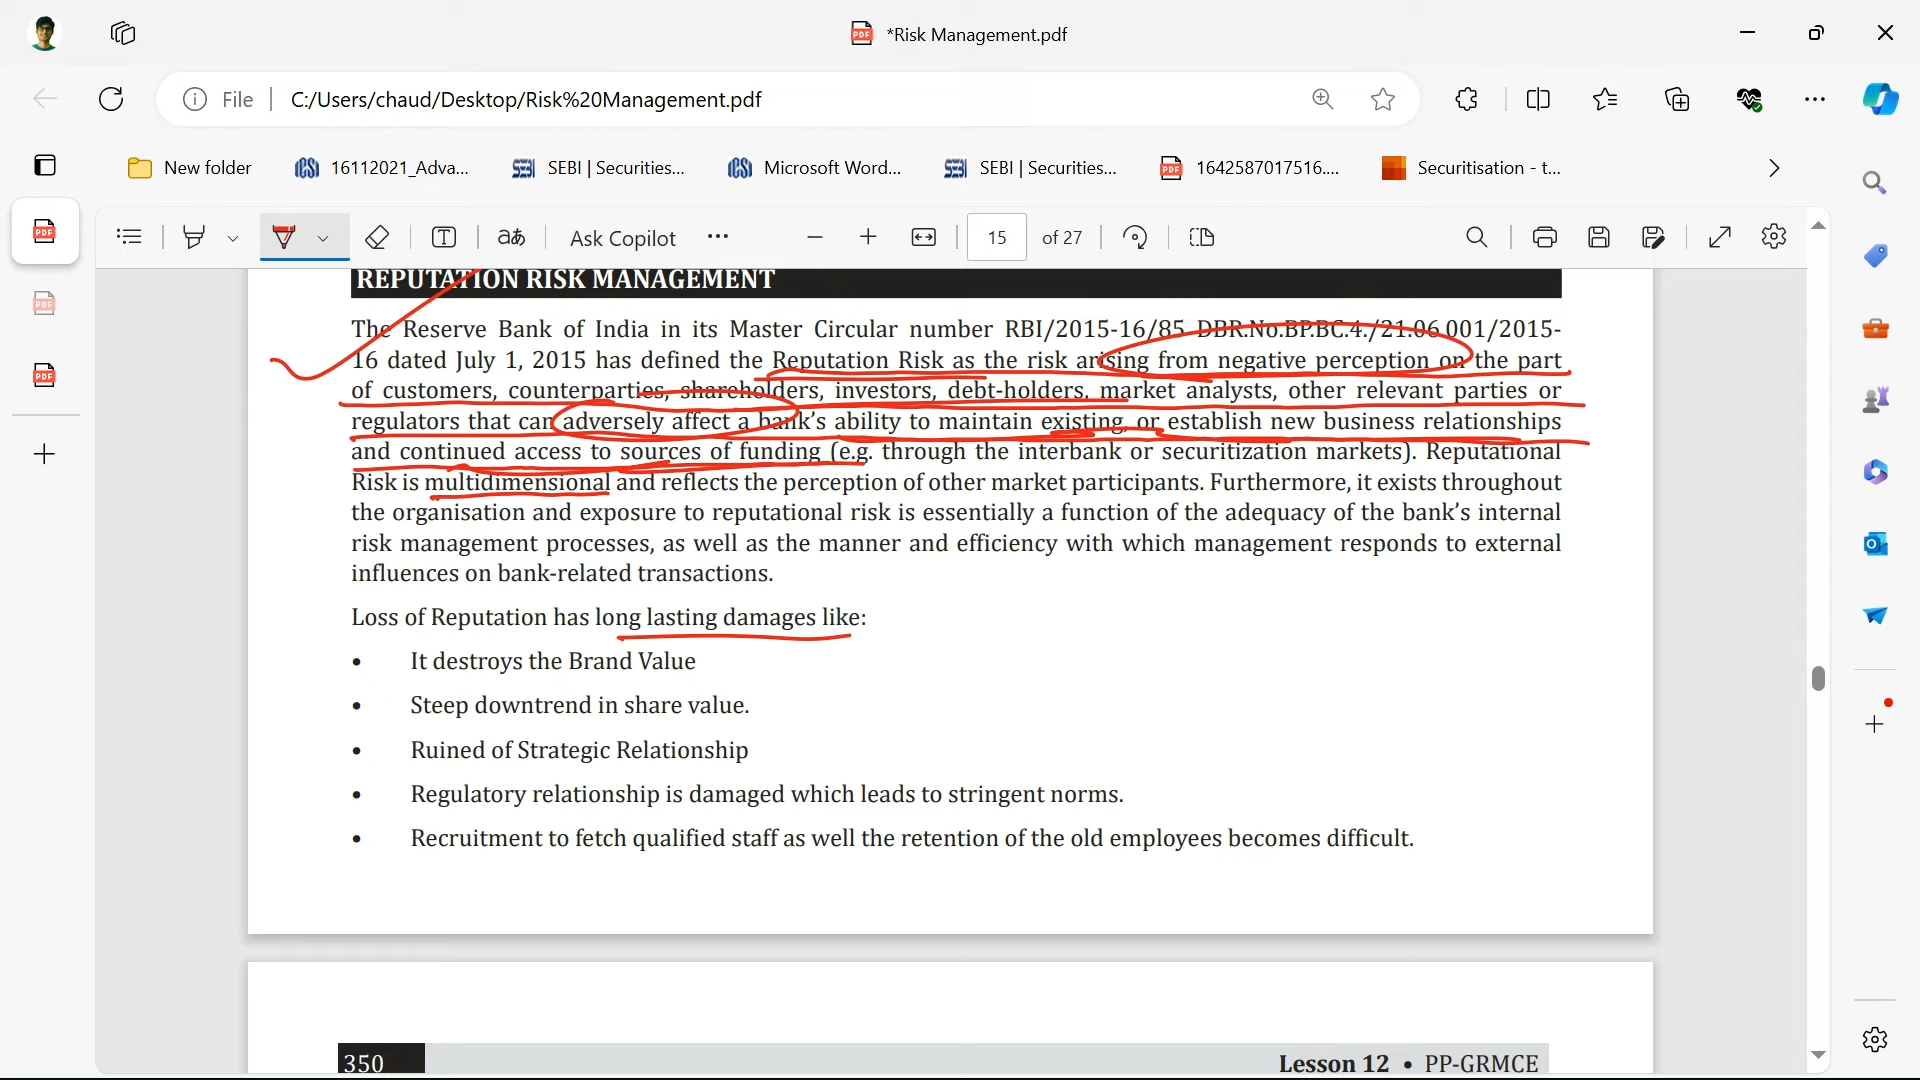 *Risk Management.pdf
File
C:/Users/chaud/Desktop/Risk%20Management.pdf
New folder
16112021_Adva...
SEBI | Securities...
Microsoft Word...
SEBI | Securities...
1642587017516....
Securitisation - t...
aあ
Ask Copilot
15
of 27
REPUTATION RISK MANAGEMENT
The Reserve Bank of India in its Master Circular number RBI/2015-16/85 DBR.No.BP.BC.4./21.06.001/2015-
16 dated July 1, 2015 has defined the Reputation Risk as the risk arising from negative perception on the part
of customers, counterparties, shareholders, investors, debt-holders, market analysts, other relevant parties or
regulators that can adversely affect a bank's ability to maintain existing, or establish new business relationships
and continued access to sources of funding (e.g. through the interbank or securitization markets). Reputational
Risk is multidimensional and reflects the perception of other market participants. Furthermore, it exists throughout
the organisation and exposure to reputational risk is essentially a function of the adequacy of the bank's internal
risk management processes, as well as the manner and efficiency with which management responds to external
influences on bank-related transactions.
Loss of Reputation has long lasting damages like:
• It destroys the Brand Value
• Steep downtrend in share value.
• Ruined of Strategic Relationship
• Regulatory relationship is damaged which leads to stringent norms.
• Recruitment to fetch qualified staff as well the retention of the old employees becomes difficult.
350
Lesson 12 • PP-GRMCE